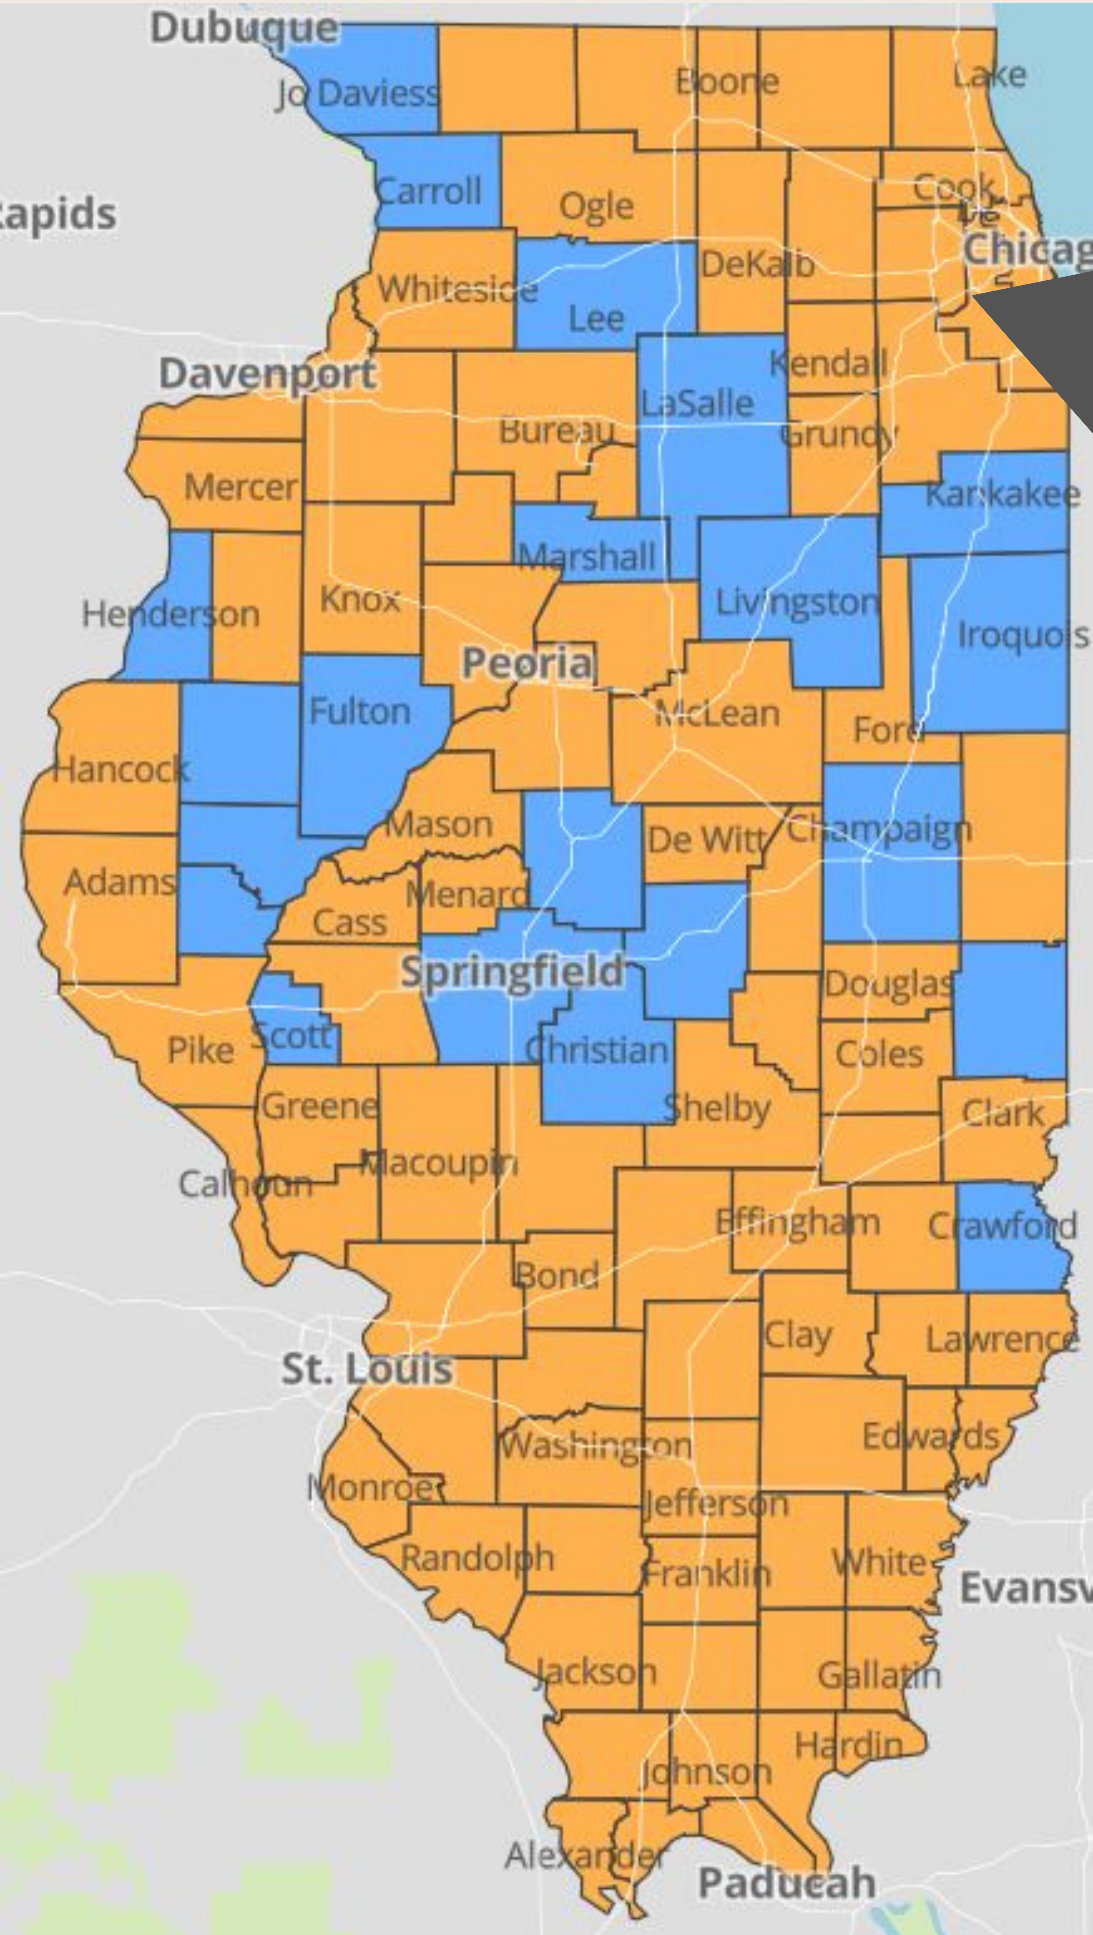 Dubuque
Boone
Lake
Jo Daviess
Carroll
Cook
Ogle
Rapids
Chicag
DeKalb
Whiteside
Lee
Kendall
Davenport
LaSalle
Bureau
Grundy
Mercer
Kankakee
Marshall
Knox
Livingston
Henderson
Iroquois
Peoria
Fulton
McLean
Ford
Hancock
Mason
De Witt
Champaign
Adams
Menard
Cass
Springfield
Douglas
Scott
Pike
Christian
Coles
Greene
Shelby
Clark
Macoupin
Calhoun
Effingham
Crawford
Bond
Clay
Lawrence
St. Louis
Washington
Edwards
Monroe
Jefferson
Randolph
Franklin
White
Evansv
Jackson
Gallatin
Hardin
Johnson
Alexander
Paducah